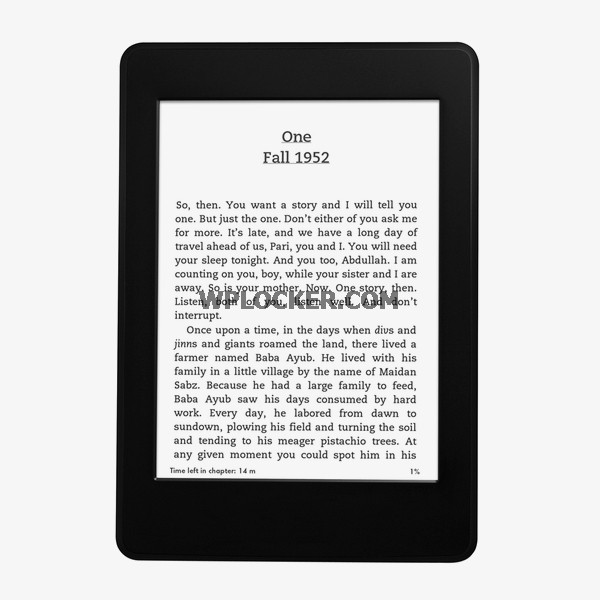 One
Fall 1952
So, then. You want a story and I will tell you
one. But just the one. Don't either of you ask me
for more. It's late, and we have a long day of
travel ahead of us, Pari, you and I. You will need
your sleep tonight. And you too, Abdullah. I am
counting on you, boy, while your sister and I are
away. So is your mother. Now. One story, then.
Listen, both of you, listen well. And don't
WPLOCKER.COM
interrupt.
Once upon a time, in the days when divs and
jinns and giants roamed the land, there lived a
farmer named Baba Ayub. He lived with his
family in a little village by the name of Maidan
Sabz. Because he had a large family to feed,
Baba Ayub saw his days consumed by hard
work. Every day, he labored from dawn to
sundown, plowing his field and turning the soil
and tending to his meager pistachio trees. At
any given moment you could spot him in his
Time left in chapter: 14 m
1%